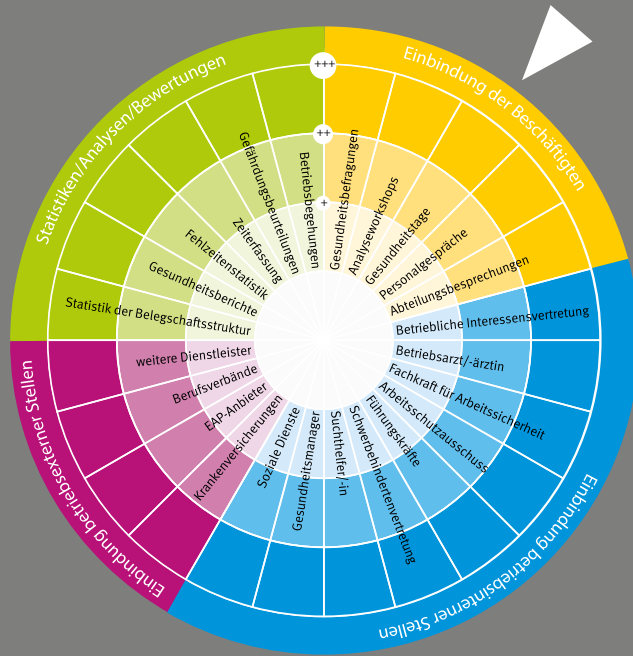 Einbindung der Beschäftigten
+++
++
+
Gesundheitsbefragungen
Analyseworkshops
Gesundheitstage
Personalgespräche
Abteilungsbesprechungen
Einbindung betriebsinterner Stellen
Betriebliche Interessensvertretung
Betriebsarzt/-ärztin
Fachkraft für Arbeitssicherheit
Arbeitsschutzausschuss
Führungskräfte
Schwerbehindertenvertretung
Suchthelfer/-in
Gesundheitsmanager
Soziale Dienste
Einbindung betriebsexterner Stellen
Krankenversicherungen
EAP-Anbieter
Berufsverbände
weitere Dienstleister
Statistiken/Analysen/Bewertungen
Statistik der Belegschaftsstruktur
Gesundheitsberichte
Fehlzeitenstatistik
Zeiterfassung
Gefährdungsbeurteilungen
Betriebsbegehungen